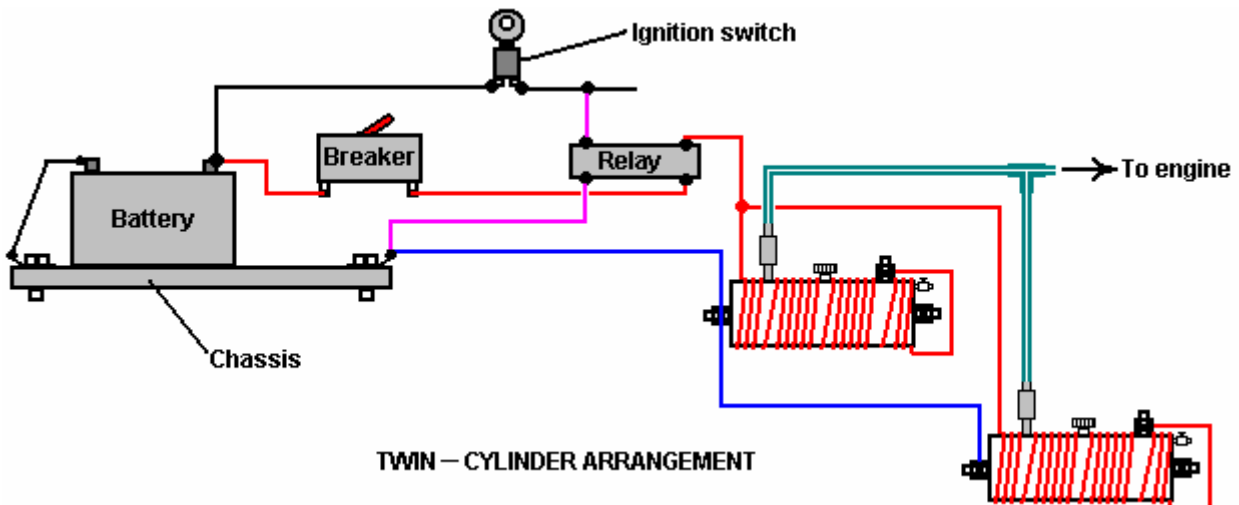 Ignition switch
Breaker
Relay
To engine
Battery
Chassis
TWIN – CYLINDER ARRANGEMENT